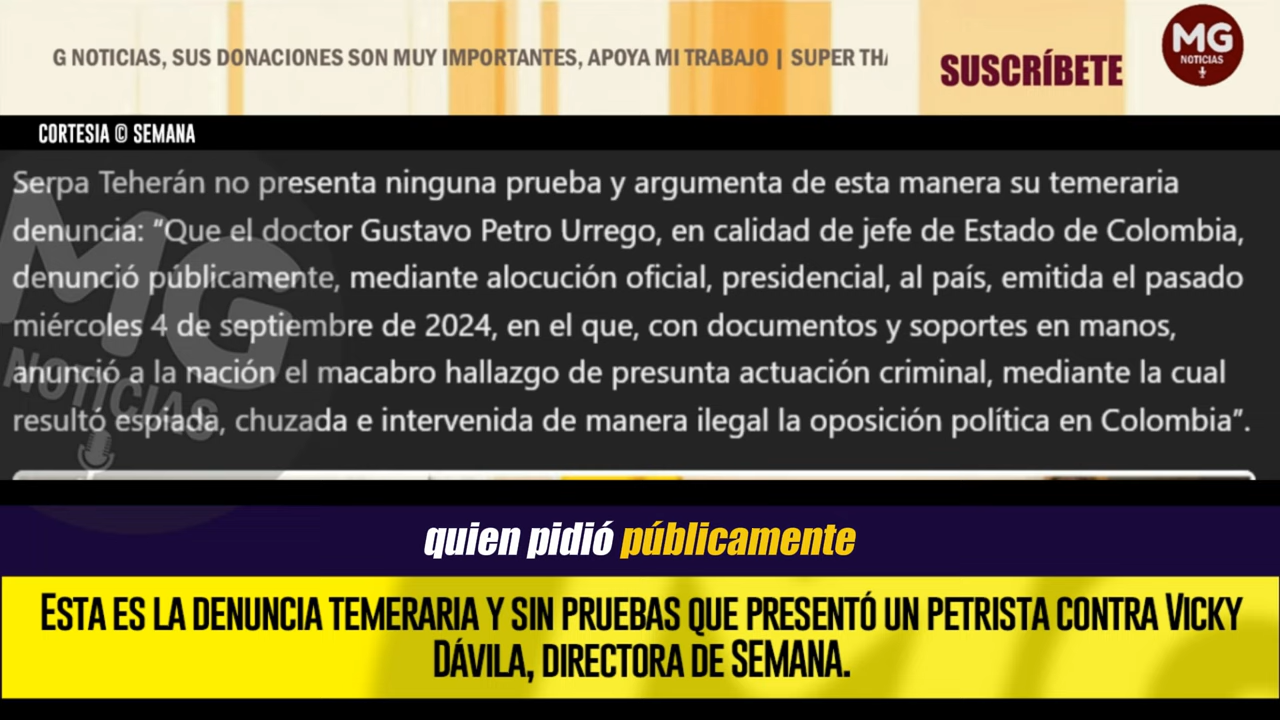 G NOTICIAS, SUS DONACIONES SON MUY IMPORTANTES, APOYA MI TRABAJO | SUPER THA
SUSCRÍBETE
MG
NOTICIAS
CORTESIA © SEMANA
Serpa Teherán no presenta ninguna prueba y argumenta de esta manera su temeraria
denuncia: “Que el doctor Gustavo Petro Urrego, en calidad de jefe de Estado de Colombia,
denunció públicamente, mediante alocución oficial, presidencial, al país, emitida el pasado
miércoles 4 de septiembre de 2024, en el que, con documentos y soportes en manos,
anunció a la nación el macabro hallazgo de presunta actuación criminal, mediante la cual
resultó espiada, chuzada e intervenida de manera ilegal la oposición política en Colombia”.
MG
NOTICIAS
quien pidió públicamente
ESTA ES LA DENUNCIA TEMERARIA Y SIN PRUEBAS QUE PRESENTÓ UN PETRISTA CONTRA VICKY
DÁVILA, DIRECTORA DE SEMANA.